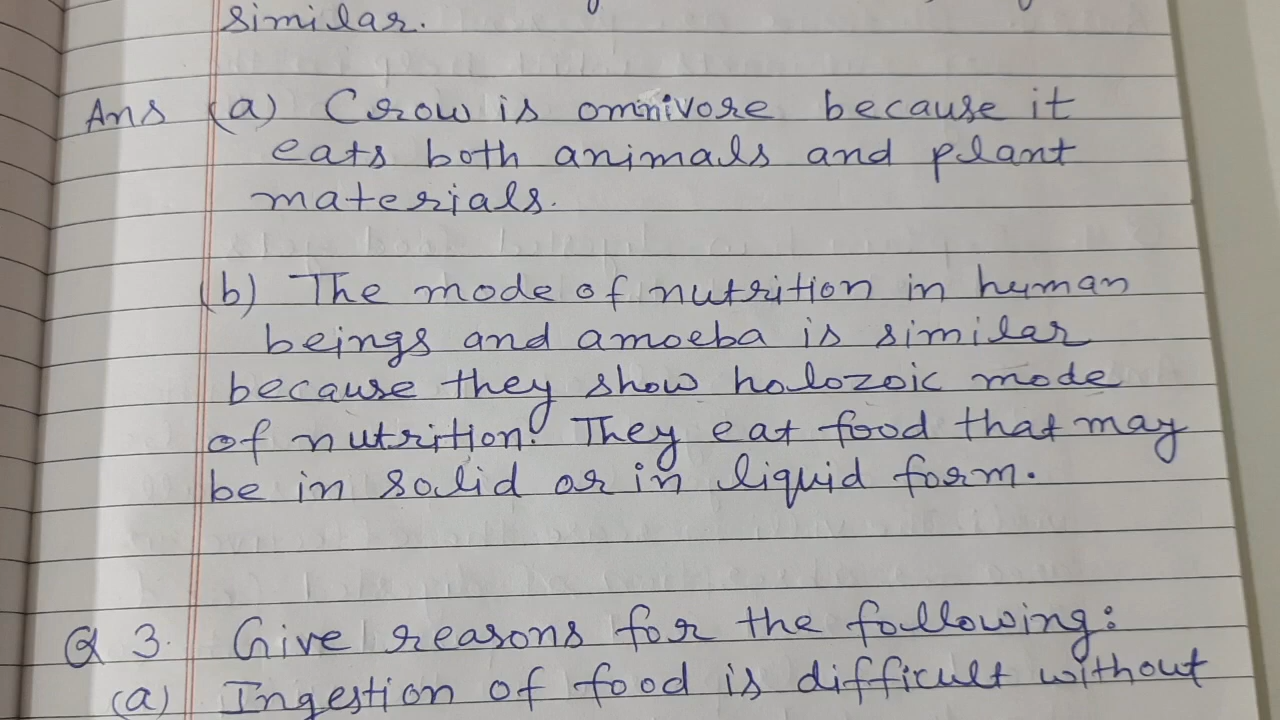 similar.
Ans (a) Crow is omnivore because it
eats both animals and plant
materials.
(b) The mode of nutrition in human
beings and amoeba is similar
because they show holozoic mode
of nutrition. They eat food that may
be in solid or in liquid form.
Q 3. Give reasons for the following:
(a) Ingestion of food is difficult without